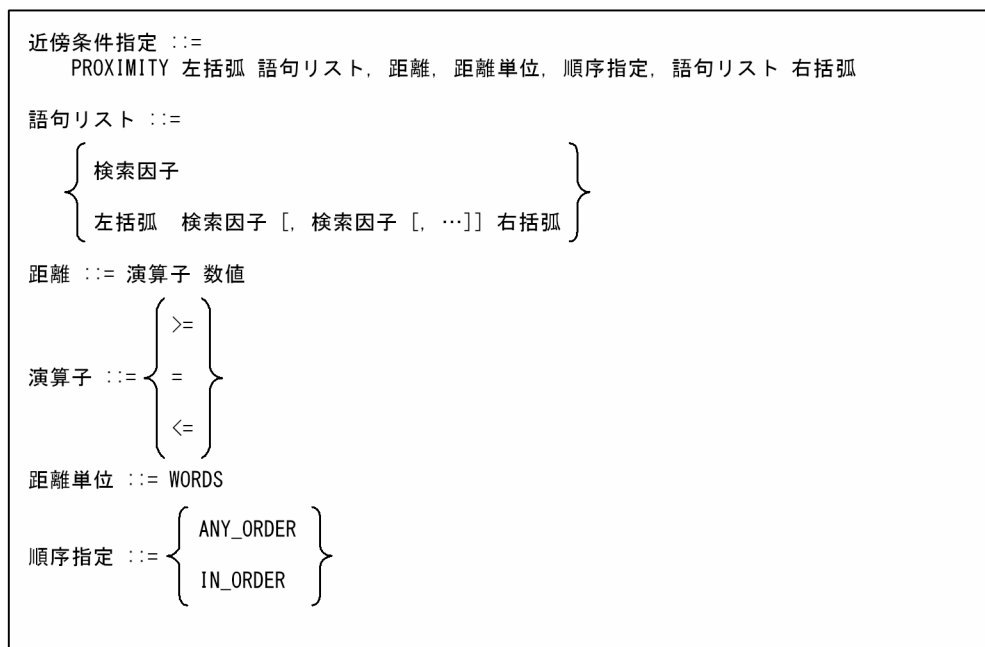 近傍条件指定 ::=
PROXIMITY 左括弧 語句リスト, 距離, 距離単位, 順序指定, 語句リスト 右括弧
語句リスト ::=
検索因子
左括弧 検索因子 [, 検索因子 [, …]] 右括弧
距離 ::= 演算子 数値
>=
演算子 ::= =
<=
距離単位 ::= WORDS
ANY_ORDER
順序指定 ::=
IN_ORDER